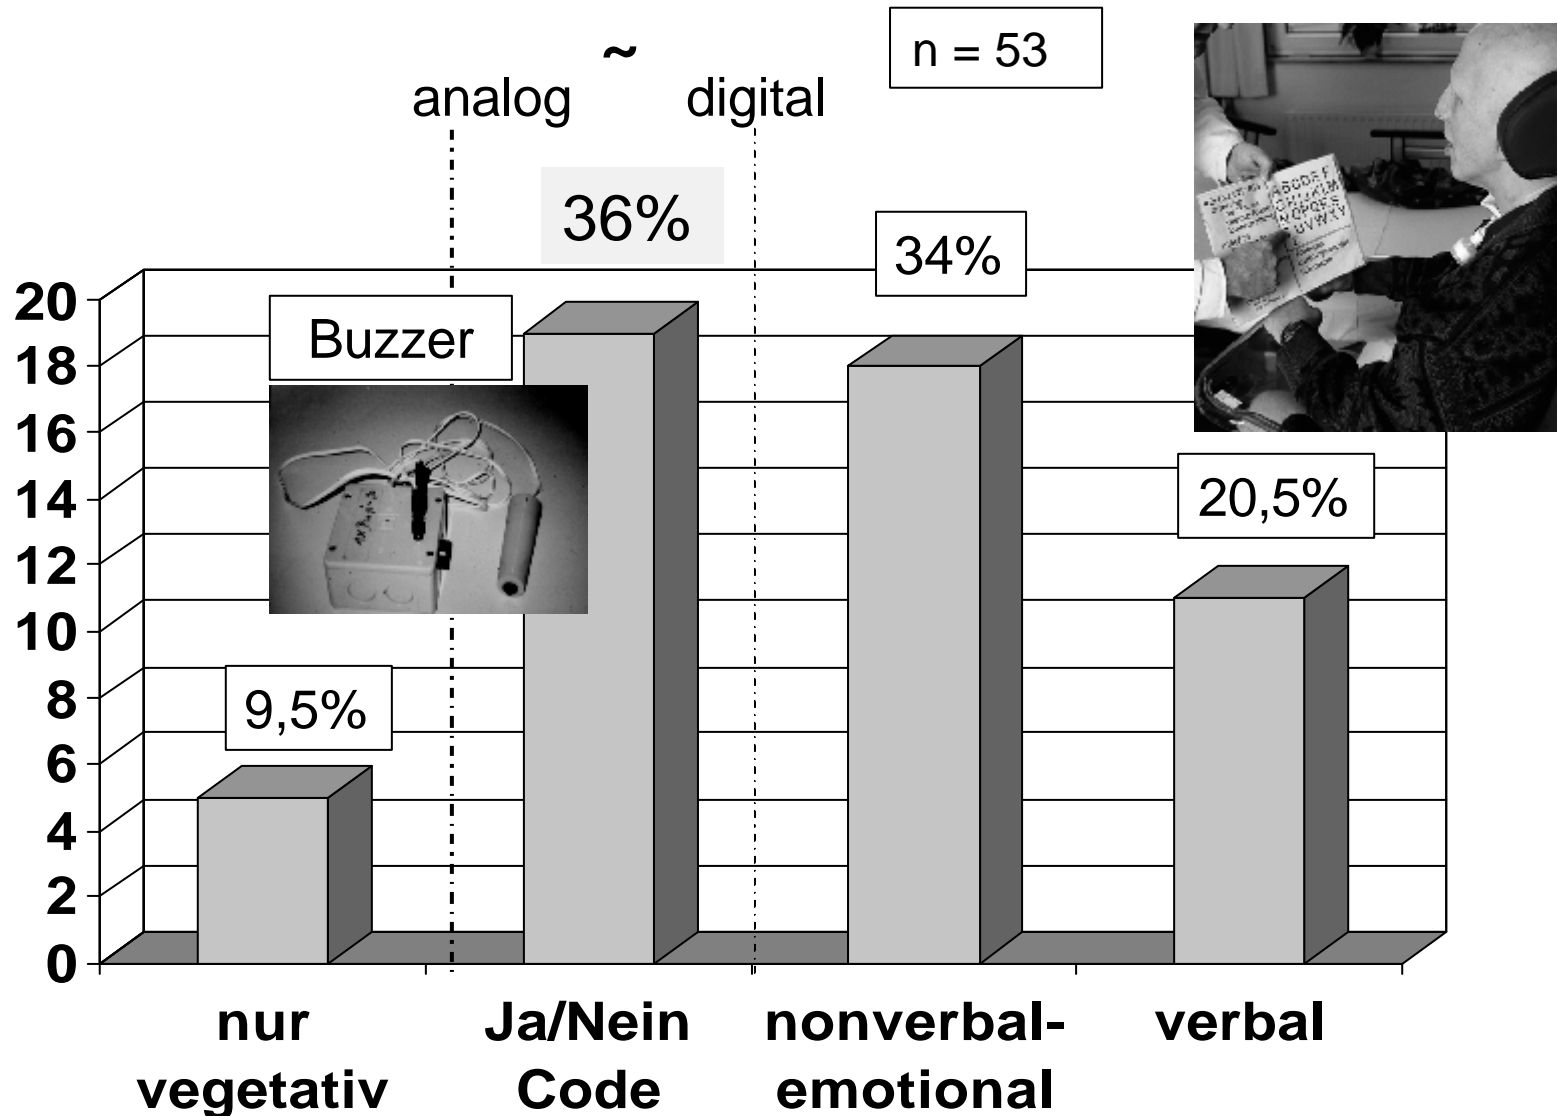 ~
analog digital
n = 53
36%
34%
Buzzer
20,5%
9,5%
20
18
16
14
12
10
8
6
4
2
0
nur
vegetativ
Ja/Nein
Code
nonverbal-
emotional
verbal